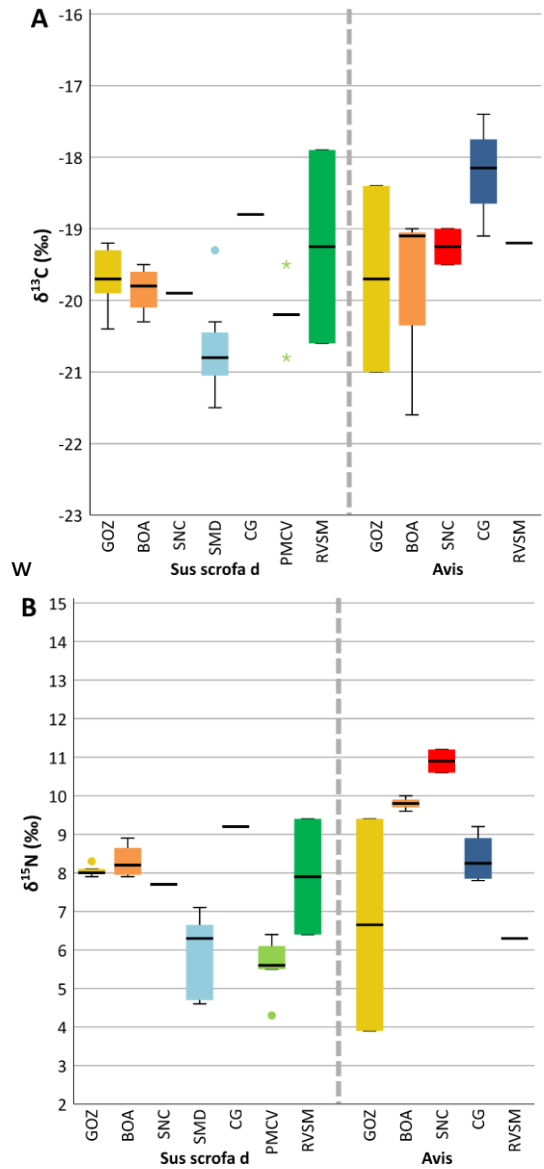 A
-16
-17
-18
-19
-20
-21
-22
-23
δ13C (‰)
GOZ BOA SNC SMD CG PMCV RVSM GOZ BOA SNC CG RVSM
Sus scrofa d Avis
W
B
15
14
13
12
11
10
9
8
7
6
5
4
3
2
δ15N (‰)
GOZ BOA SNC SMD CG PMCV RVSM GOZ BOA SNC CG RVSM
Sus scrofa d Avis